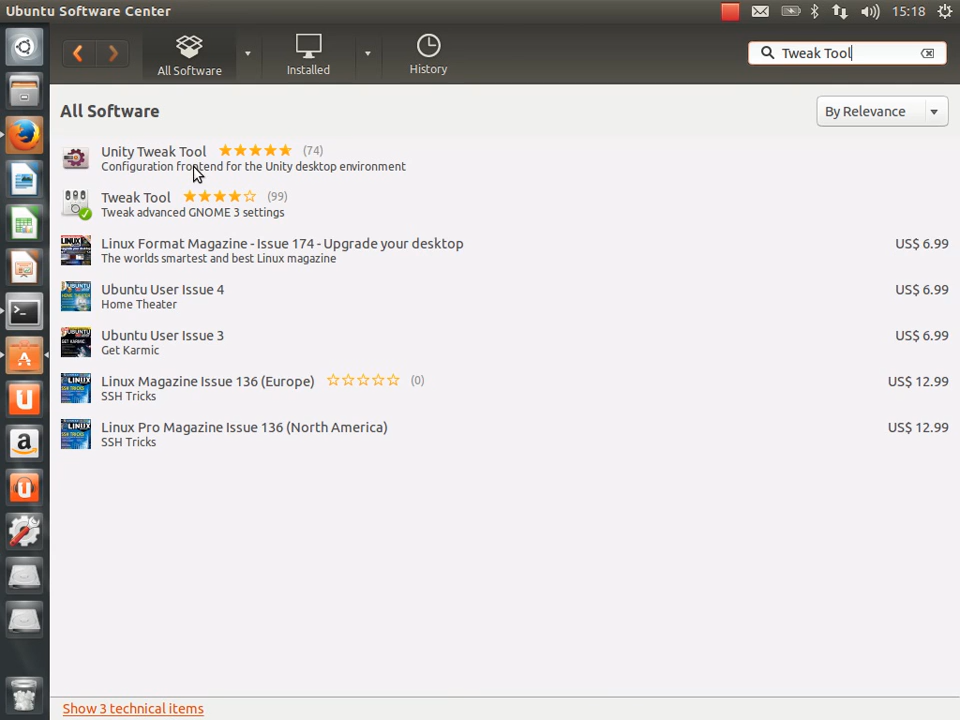 Ubuntu Software Center
15:18
All Software
Installed
History
Tweak Tool
All Software
By Relevance
Unity Tweak Tool (74)
Configuration frontend for the Unity desktop environment
Tweak Tool (99)
Tweak advanced GNOME 3 settings
Linux Format Magazine - Issue 174 - Upgrade your desktop US$ 6.99
The worlds smartest and best Linux magazine
Ubuntu User Issue 4 US$ 6.99
Home Theater
Ubuntu User Issue 3 US$ 6.99
Get Karmic
Linux Magazine Issue 136 (Europe) (0) US$ 12.99
SSH Tricks
Linux Pro Magazine Issue 136 (North America) US$ 12.99
SSH Tricks
Show 3 technical items